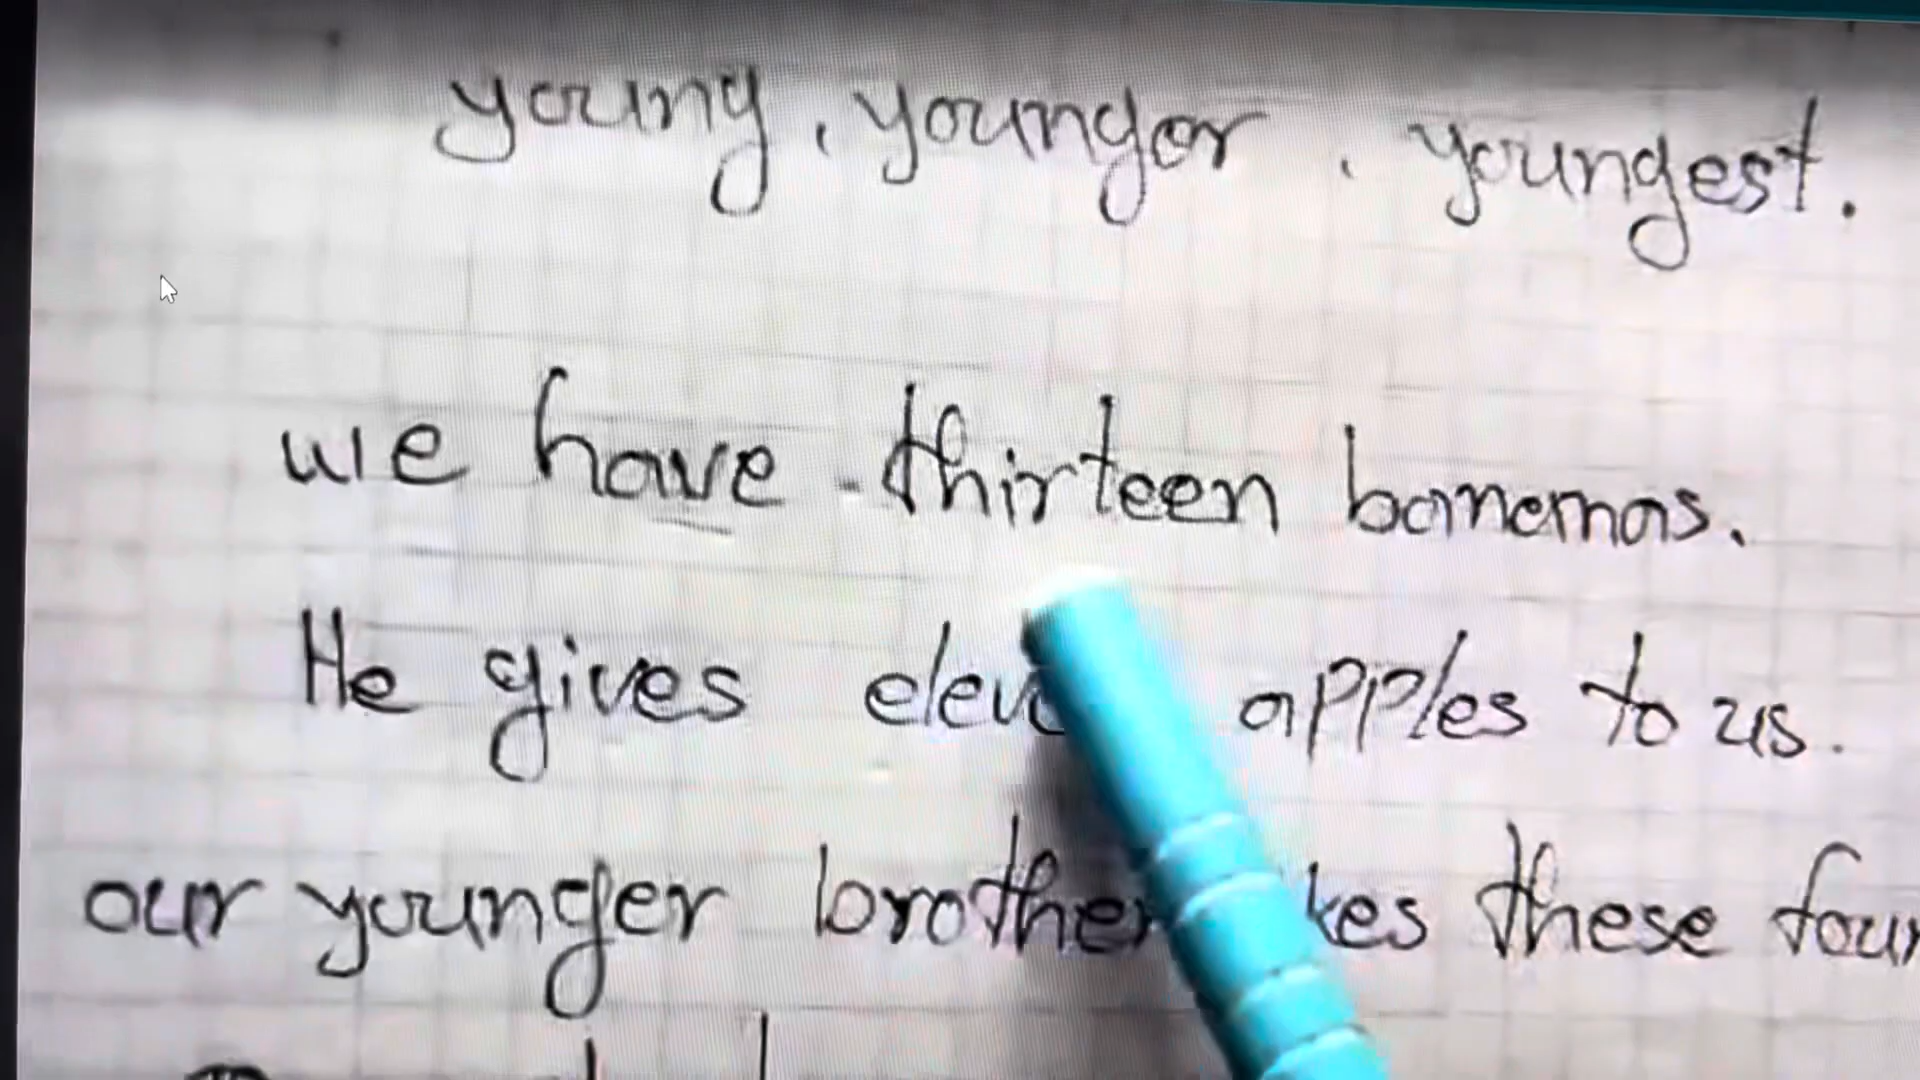 young, younger, youngest.
we have thirteen bananas.
He gives apples to us.
our younger brother these four